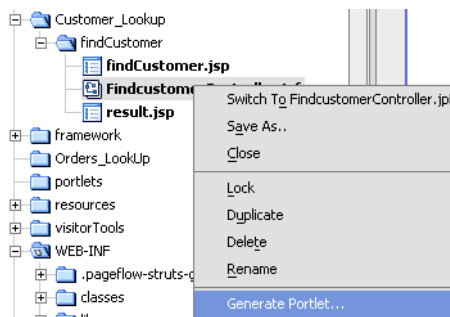 Customer_Lookup
findCustomer
findCustomer.jsp
result.jsp
framework
Orders_LookUp
portlets
resources
visitorTools
WEB-INF
.pageflow-struts-g
classes
Switch To FindcustomerController.jp
Save As..
Close
Lock
Duplicate
Delete
Rename
Generate Portlet...